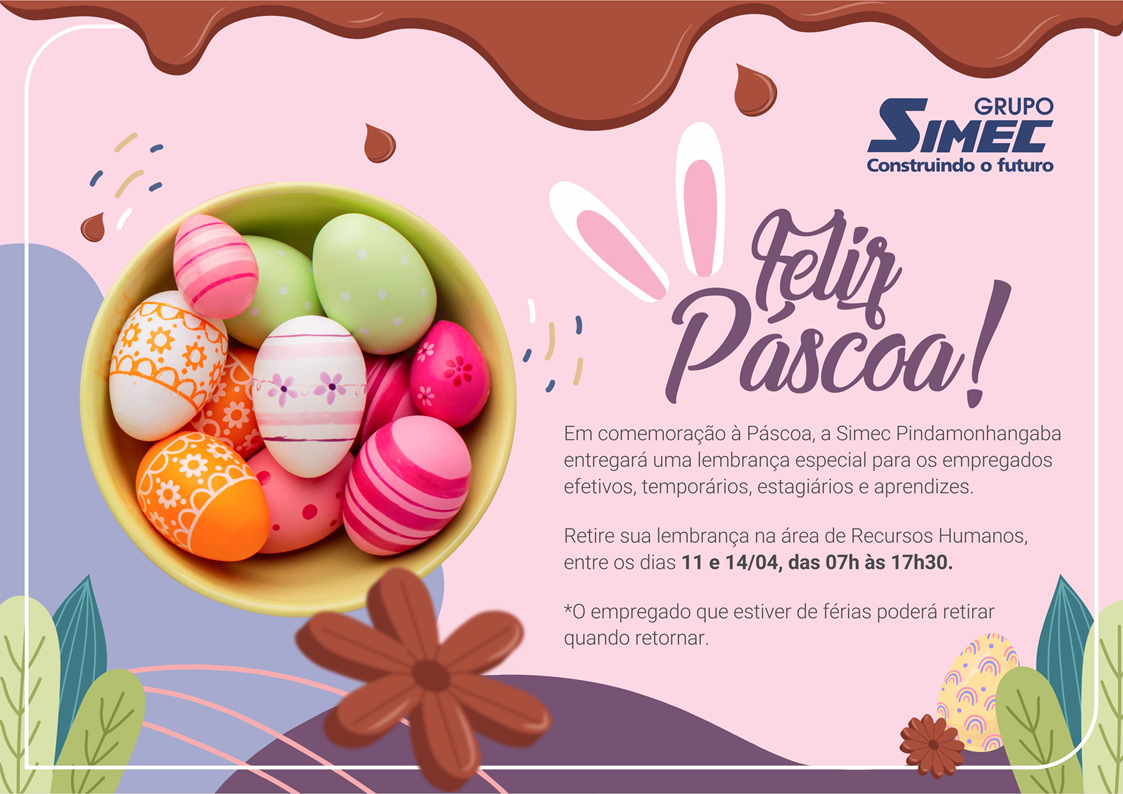 GRUPO
SIMEC
Construindo o futuro
Feliz
Páscoa!
Em comemoração à Páscoa, a Simec Pindamonhangaba
entregará uma lembrança especial para os empregados
efetivos, temporários, estagiários e aprendizes.
Retire sua lembrança na área de Recursos Humanos,
entre os dias 11 e 14/04, das 07h às 17h30.
*O empregado que estiver de férias poderá retirar
quando retornar.